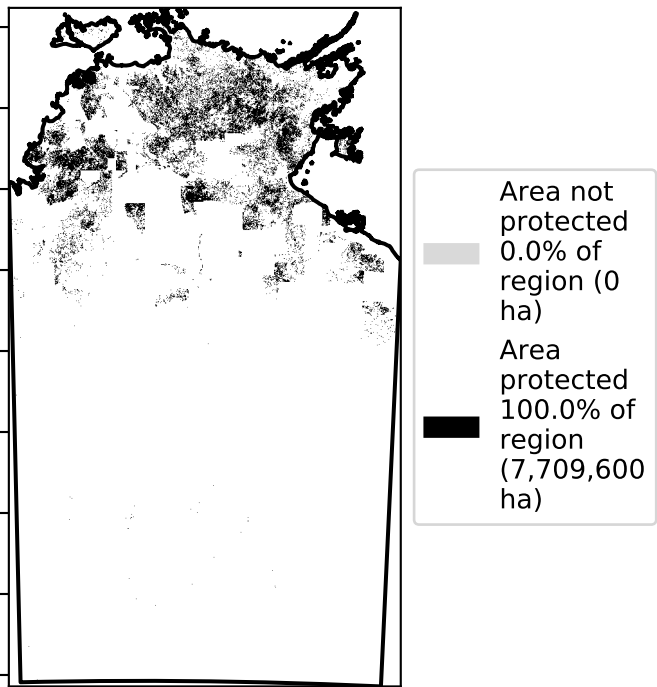 Area not
protected
0.0% of
region (0
ha)
Area
protected
100.0% of
region
(7,709,600
ha)